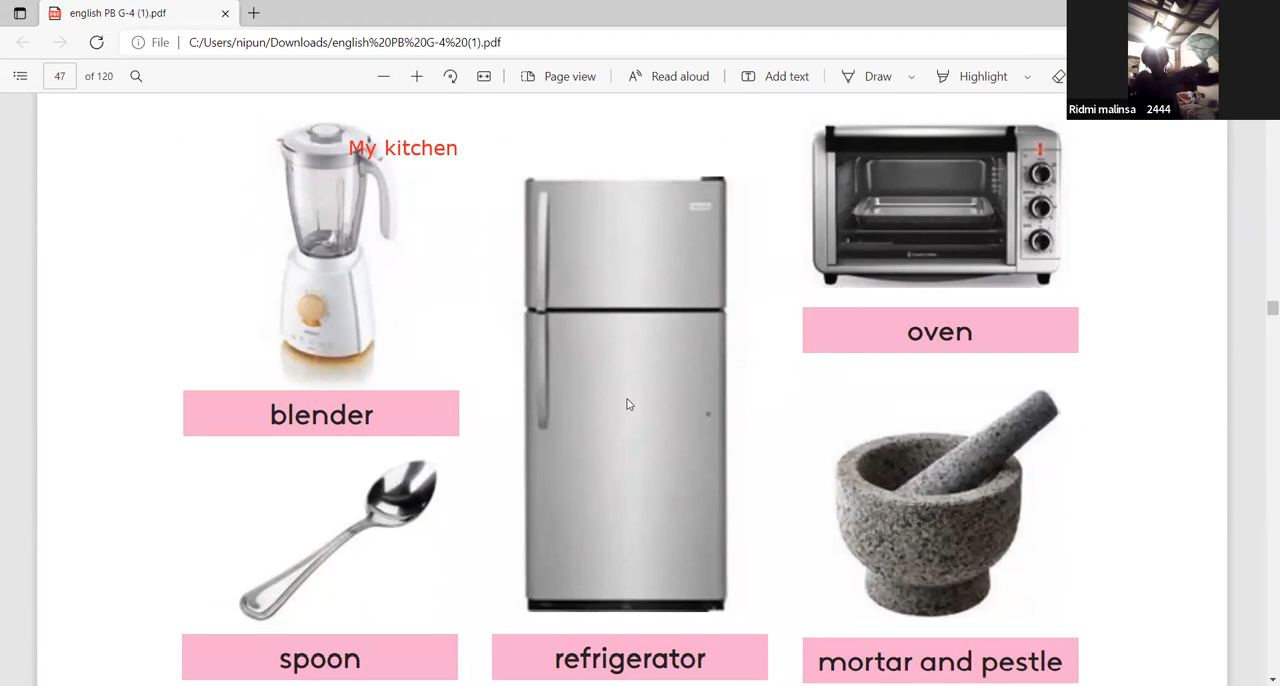 english PB G-4 (1).pdf
File C:/Users/nipun/Downloads/english%20PB%20G-4%20(1).pdf
47 of 120 Page view Read aloud Add text Draw Highlight
Ridmi malinsa 2444
My kitchen
oven
blender
spoon
refrigerator
mortar and pestle